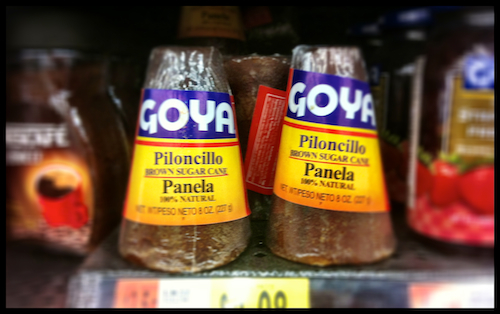 GOYA
Piloncillo
BROWN SUGAR CANE
Panela
100% NATURAL
NET WT/PESO NETO 8 OZ. (227 g)
GOYA
Piloncillo
BROWN SUGAR CANE
Panela
100% NATURAL
NET WT/PESO NETO 8 OZ. (227 g)